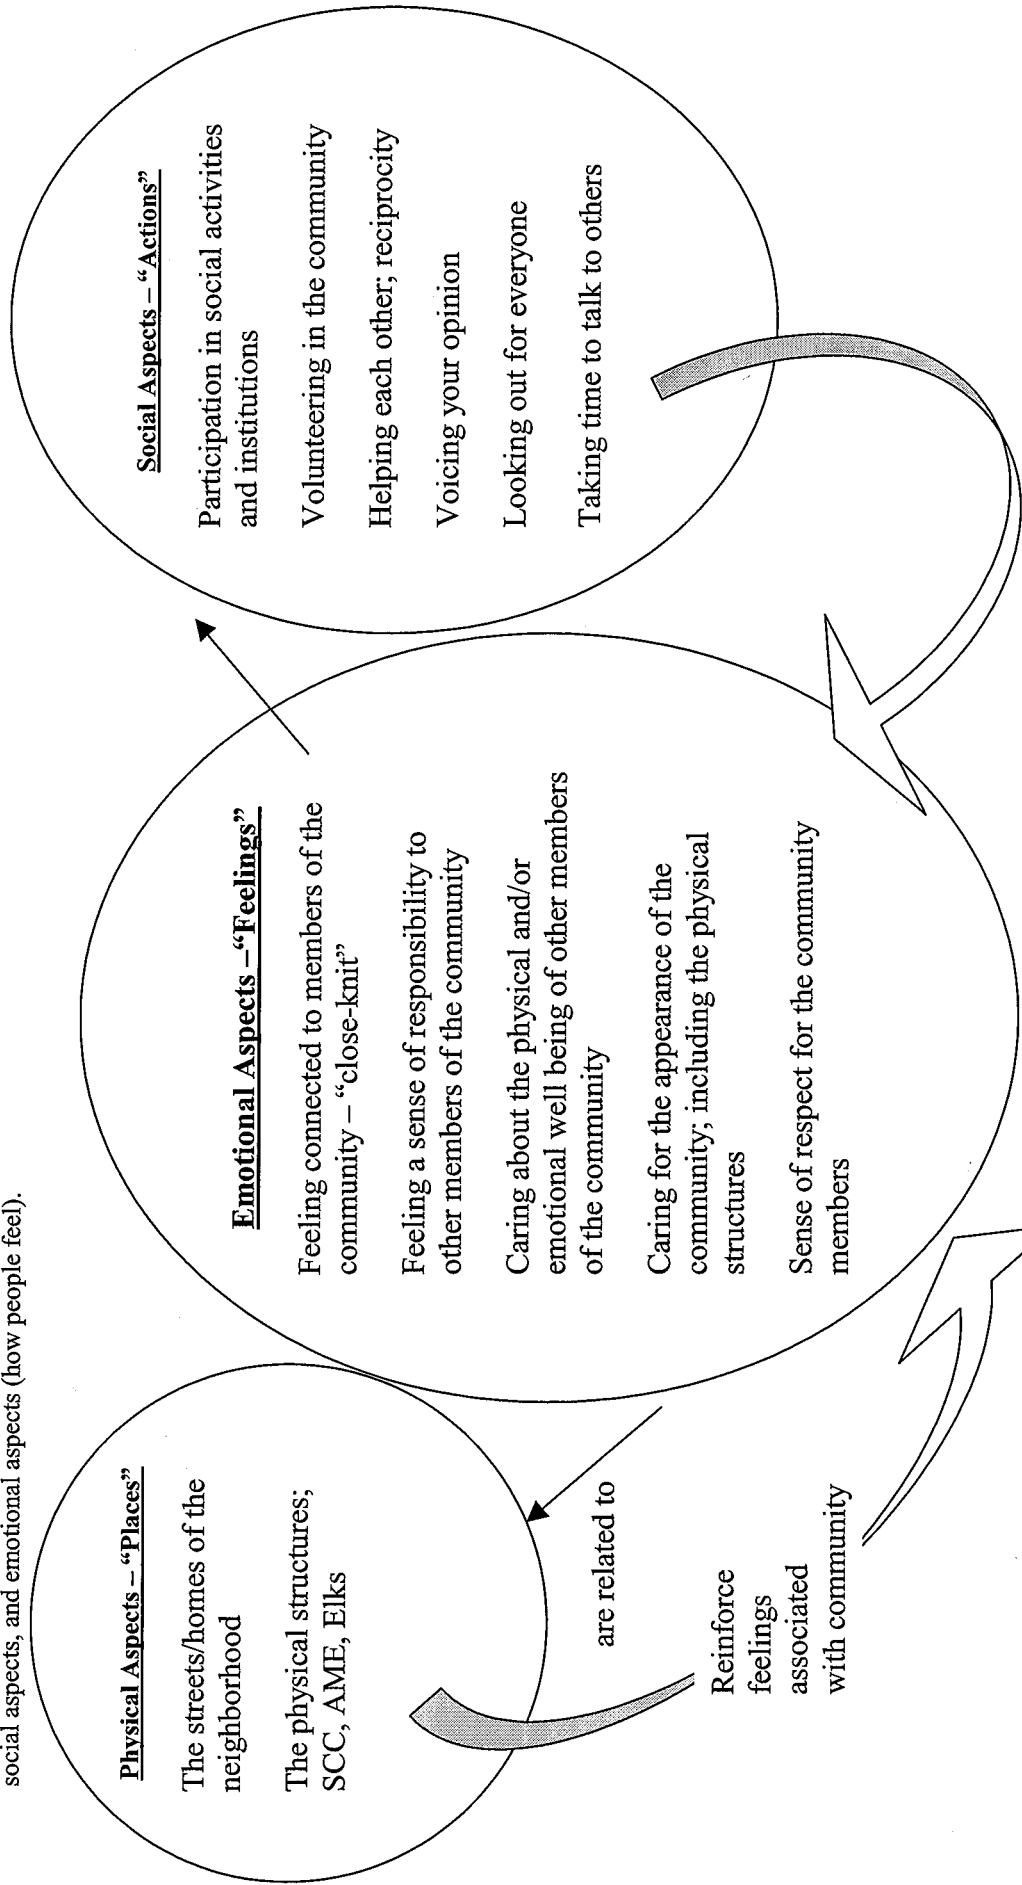 social aspects, and emotional aspects (how people feel).
Physical Aspects – “Places”
The streets/homes of the
neighborhood
The physical structures;
SCC, AME, Elks
are related to
Reinforce
feelings
associated
with community
Emotional Aspects –“Feelings”
Feeling connected to members of the
community – “close-knit”
Feeling a sense of responsibility to
other members of the community
Caring about the physical and/or
emotional well being of other members
of the community
Caring for the appearance of the
community; including the physical
structures
Sense of respect for the community
members
Social Aspects – “Actions”
Participation in social activities
and institutions
Volunteering in the community
Helping each other; reciprocity
Voicing your opinion
Looking out for everyone
Taking time to talk to others